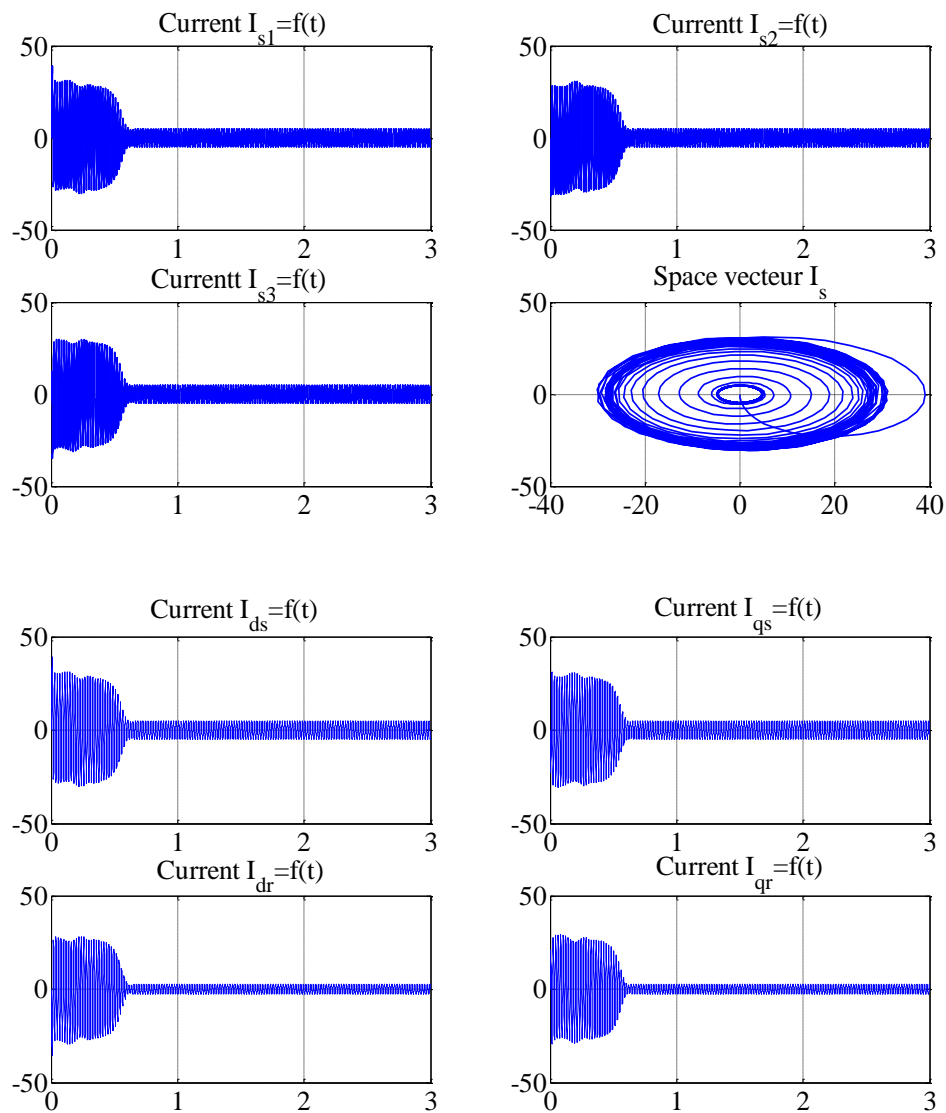 Current I_s1=f(t)
50
0
-50
0 1 2 3
Currentt I_s2=f(t)
50
0
-50
0 1 2 3
Currentt I_s3=f(t)
50
0
-50
0 1 2 3
Space vecteur I_s
50
0
-50
-40 -20 0 20 40
Current I_ds=f(t)
50
0
-50
0 1 2 3
Current I_qs=f(t)
50
0
-50
0 1 2 3
Current I_dr=f(t)
50
0
-50
0 1 2 3
Current I_qr=f(t)
50
0
-50
0 1 2 3